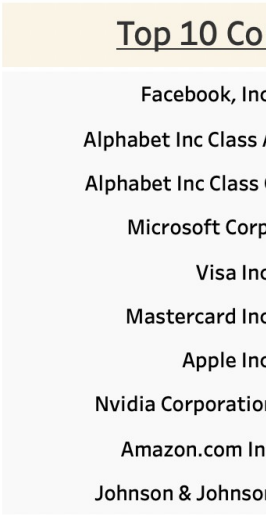 Top 10 Co
Facebook, Inc
Alphabet Inc Class A
Alphabet Inc Class
Microsoft Corp
Visa Inc
Mastercard Inc
Apple Inc
Nvidia Corporation
Amazon.com In
Johnson & Johnson